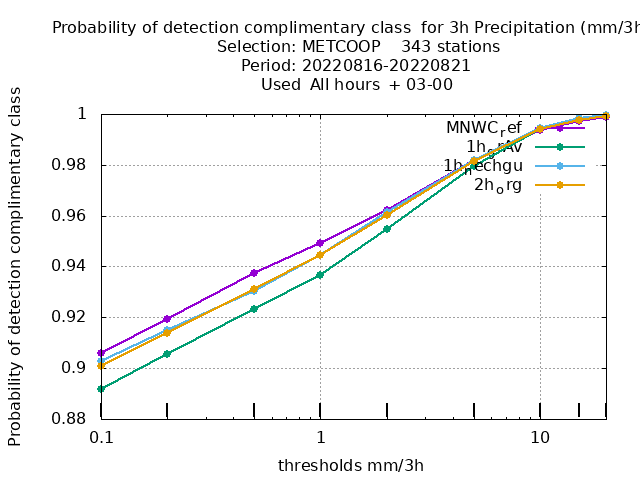 Probability of detection complimentary class  for 3h Precipitation (mm/3h
Selection: METCOOP    343 stations
Period: 20220816-20220821
Used  All hours  + 03-00
Probability of detection complimentary class
1
0.98
0.96
0.94
0.92
0.9
0.88
MNWC_ref
1h_rAv
1h_nechgu
2h_org
0.1
1
10
thresholds mm/3h